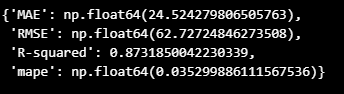 {'MAE': np.float64(24.524279806505763),
'RMSE': np.float64(62.72724846273508),
'R-squared': 0.8731850042230339,
'mape': np.float64(0.035299886111567536)}